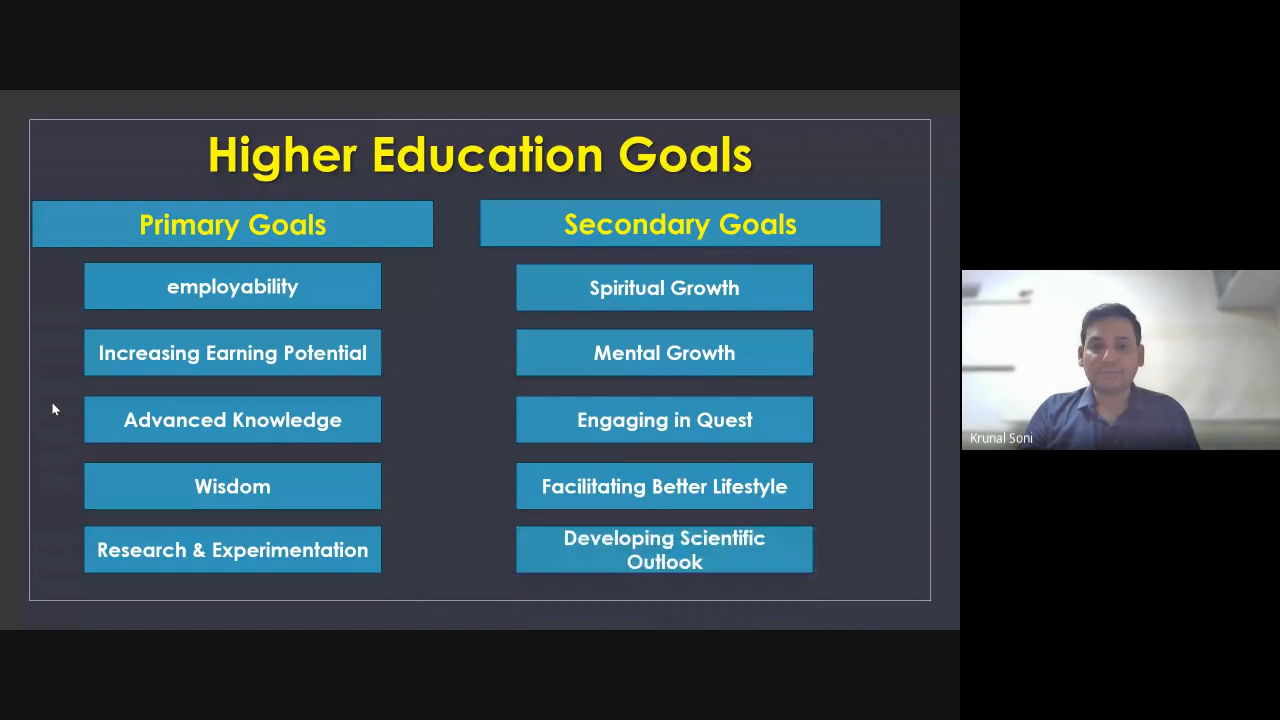 Higher Education Goals
Primary Goals
Secondary Goals
employability
Spiritual Growth
Increasing Earning Potential
Mental Growth
Advanced Knowledge
Engaging in Quest
Wisdom
Facilitating Better Lifestyle
Research & Experimentation
Developing Scientific
Outlook
Krunal Soni